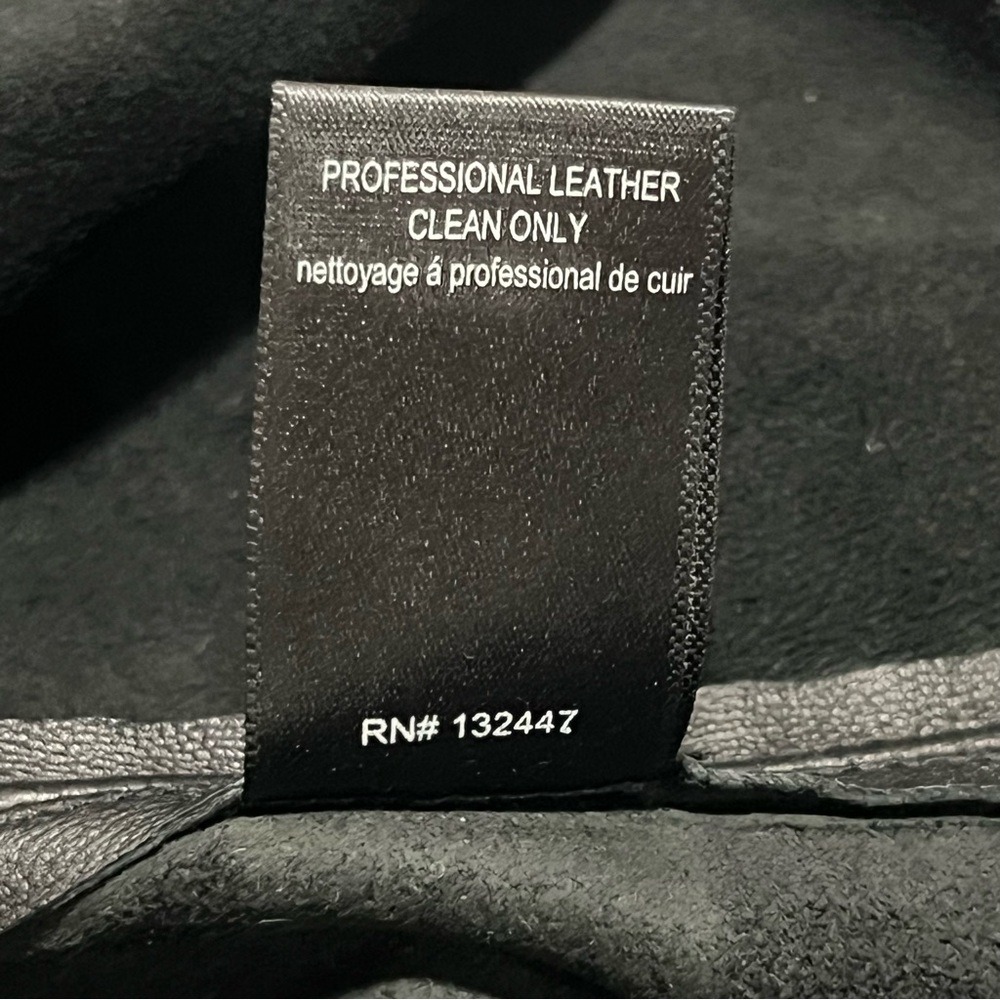 PROFESSIONAL LEATHER
CLEAN ONLY
nettoyage á professional de cuir
RN# 132447